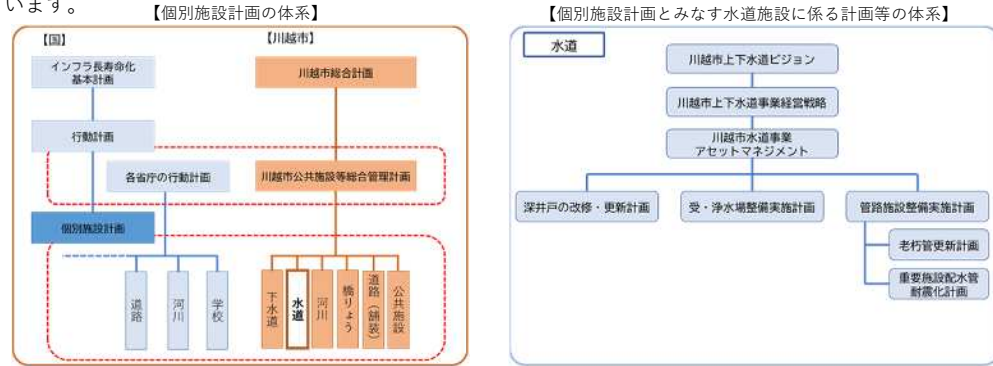 います。
【個別施設計画の体系】
【国】
【川越市】
インフラ長寿命化
基本計画
川越市総合計画
行動計画
各省庁の行動計画
川越市公共施設等総合管理計画
個別施設計画
道路
河川
学校
下水道
水道
河川
橋りょう
道路(舗装)
公共施設
【個別施設計画とみなす水道施設に係る計画等の体系】
水道
川越市上下水道ビジョン
川越市上下水道事業経営戦略
川越市水道事業
アセットマネジメント
深井戸の改修・更新計画
受・浄水場整備実施計画
管路施設整備実施計画
老朽管更新計画
重要施設配水管
耐震化計画